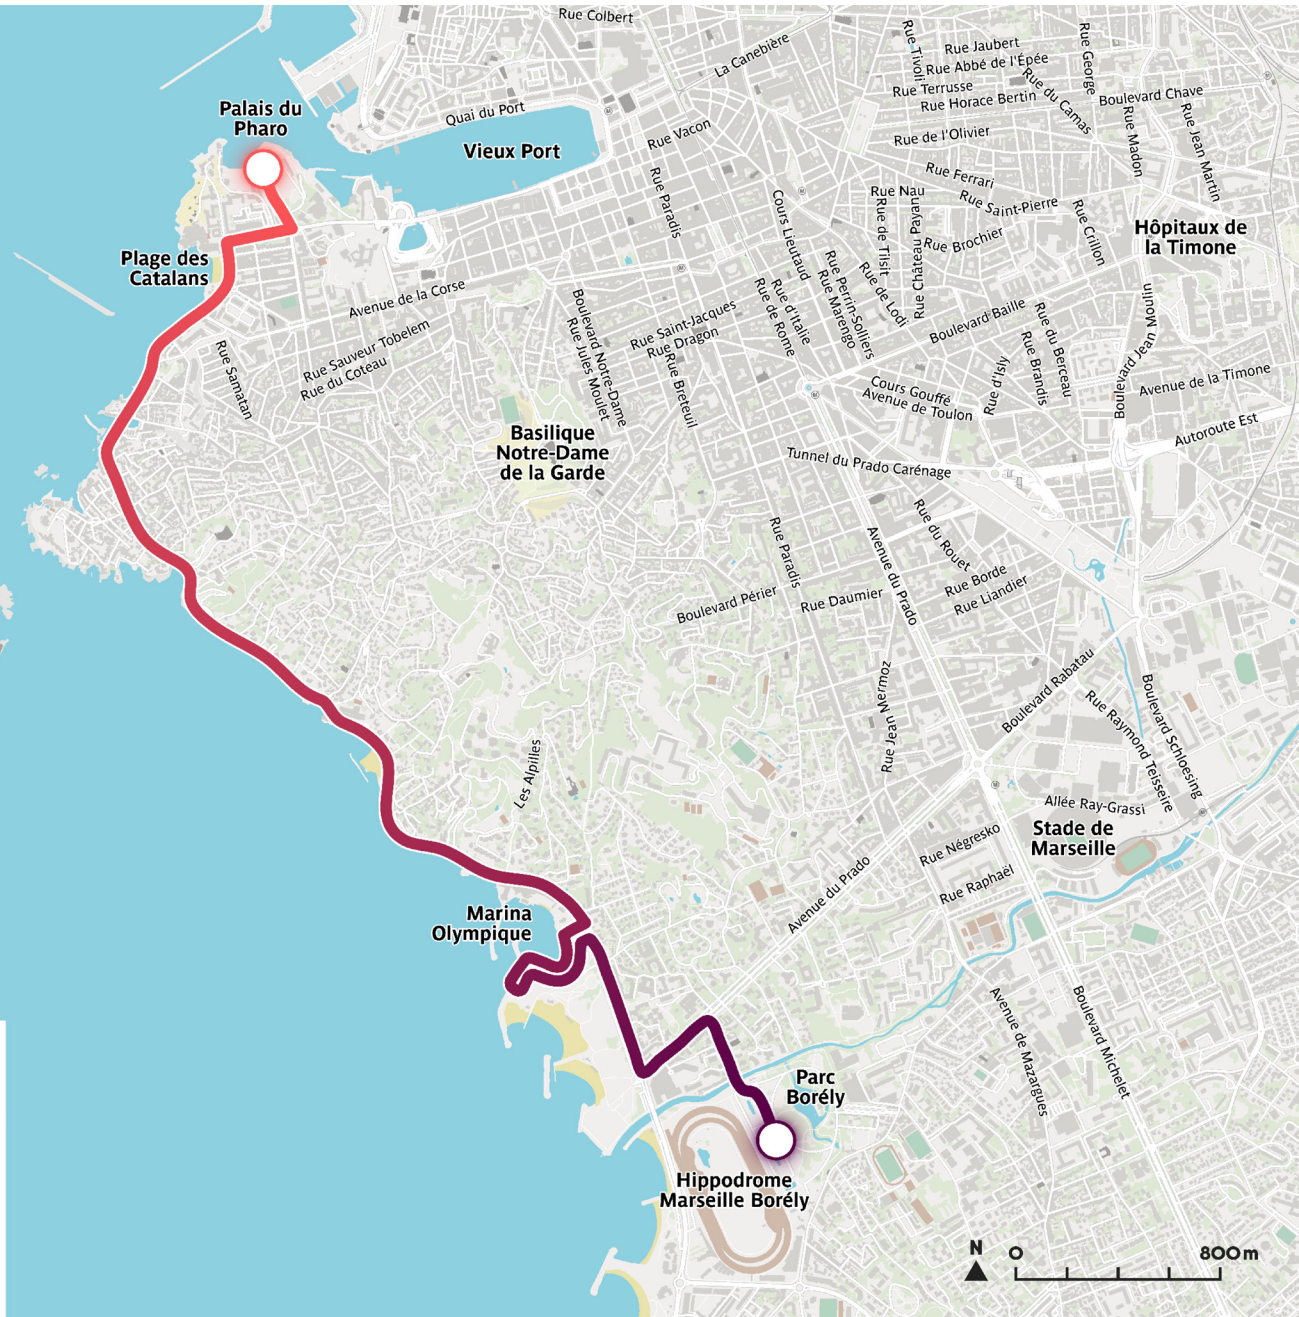 Rue Colbert
La Canebière
Rue Tivoli
Rue Jaubert
Rue Abbé de l'Épée
Rue George
Rue Terrusse
Rue Horace Bertin
Rue du Camas
Boulevard Chave
Rue Jean Martin
Rue Madon
Palais du
Pharo
Quai du Port
Vieux Port
Rue Vacon
Rue de l'Olivier
Rue Ferrari
Rue Paradis
Rue Nau
Rue Saint-Pierre
Rue de Tilsit
Rue Château Payan
Rue Brochier
Rue Crillon
Hôpitaux de
la Timone
Cours Lieutaud
Plage des
Catalans
Avenue de la Corse
Rue Perrin-Solliers
Rue Marengo
Rue de Lodi
Rue d'Italie
Rue de Rome
Boulevard Notre-Dame
Rue Jules Moulet
Rue Saint-Jacques
Rue Dragon
Rue Breteuil
Boulevard Baille
Rue du Berceau
Rue Brandis
Rue d'Isly
Boulevard Jean Moulin
Rue Samatan
Rue Sauveur Tobelem
Rue du Coteau
Cours Gouffé
Avenue de Toulon
Avenue de la Timone
Autoroute Est
Basilique
Notre-Dame
de la Garde
Tunnel du Prado Carénage
Rue Paradis
Avenue du Prado
Rue du Rouet
Rue Borde
Rue Liandier
Boulevard Périer
Rue Daumier
Rue Jean Mermoz
Boulevard Rabatau
Boulevard Schloesing
Rue Raymond Teisseire
Les Alpilles
Allée Ray-Grassi
Stade de
Marseille
Rue Négresko
Rue Raphaël
Avenue du Prado
Marina
Olympique
Avenue de Mazargues
Boulevard Michelet
Parc
Borély
Hippodrome
Marseille Borély
N 0 800 m